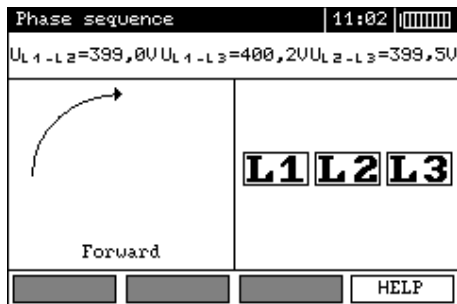 Phase sequence 11:02
UL1-L2=399,0V UL1-L3=400,2V UL2-L3=399,5V
L1 L2 L3
Forward
HELP